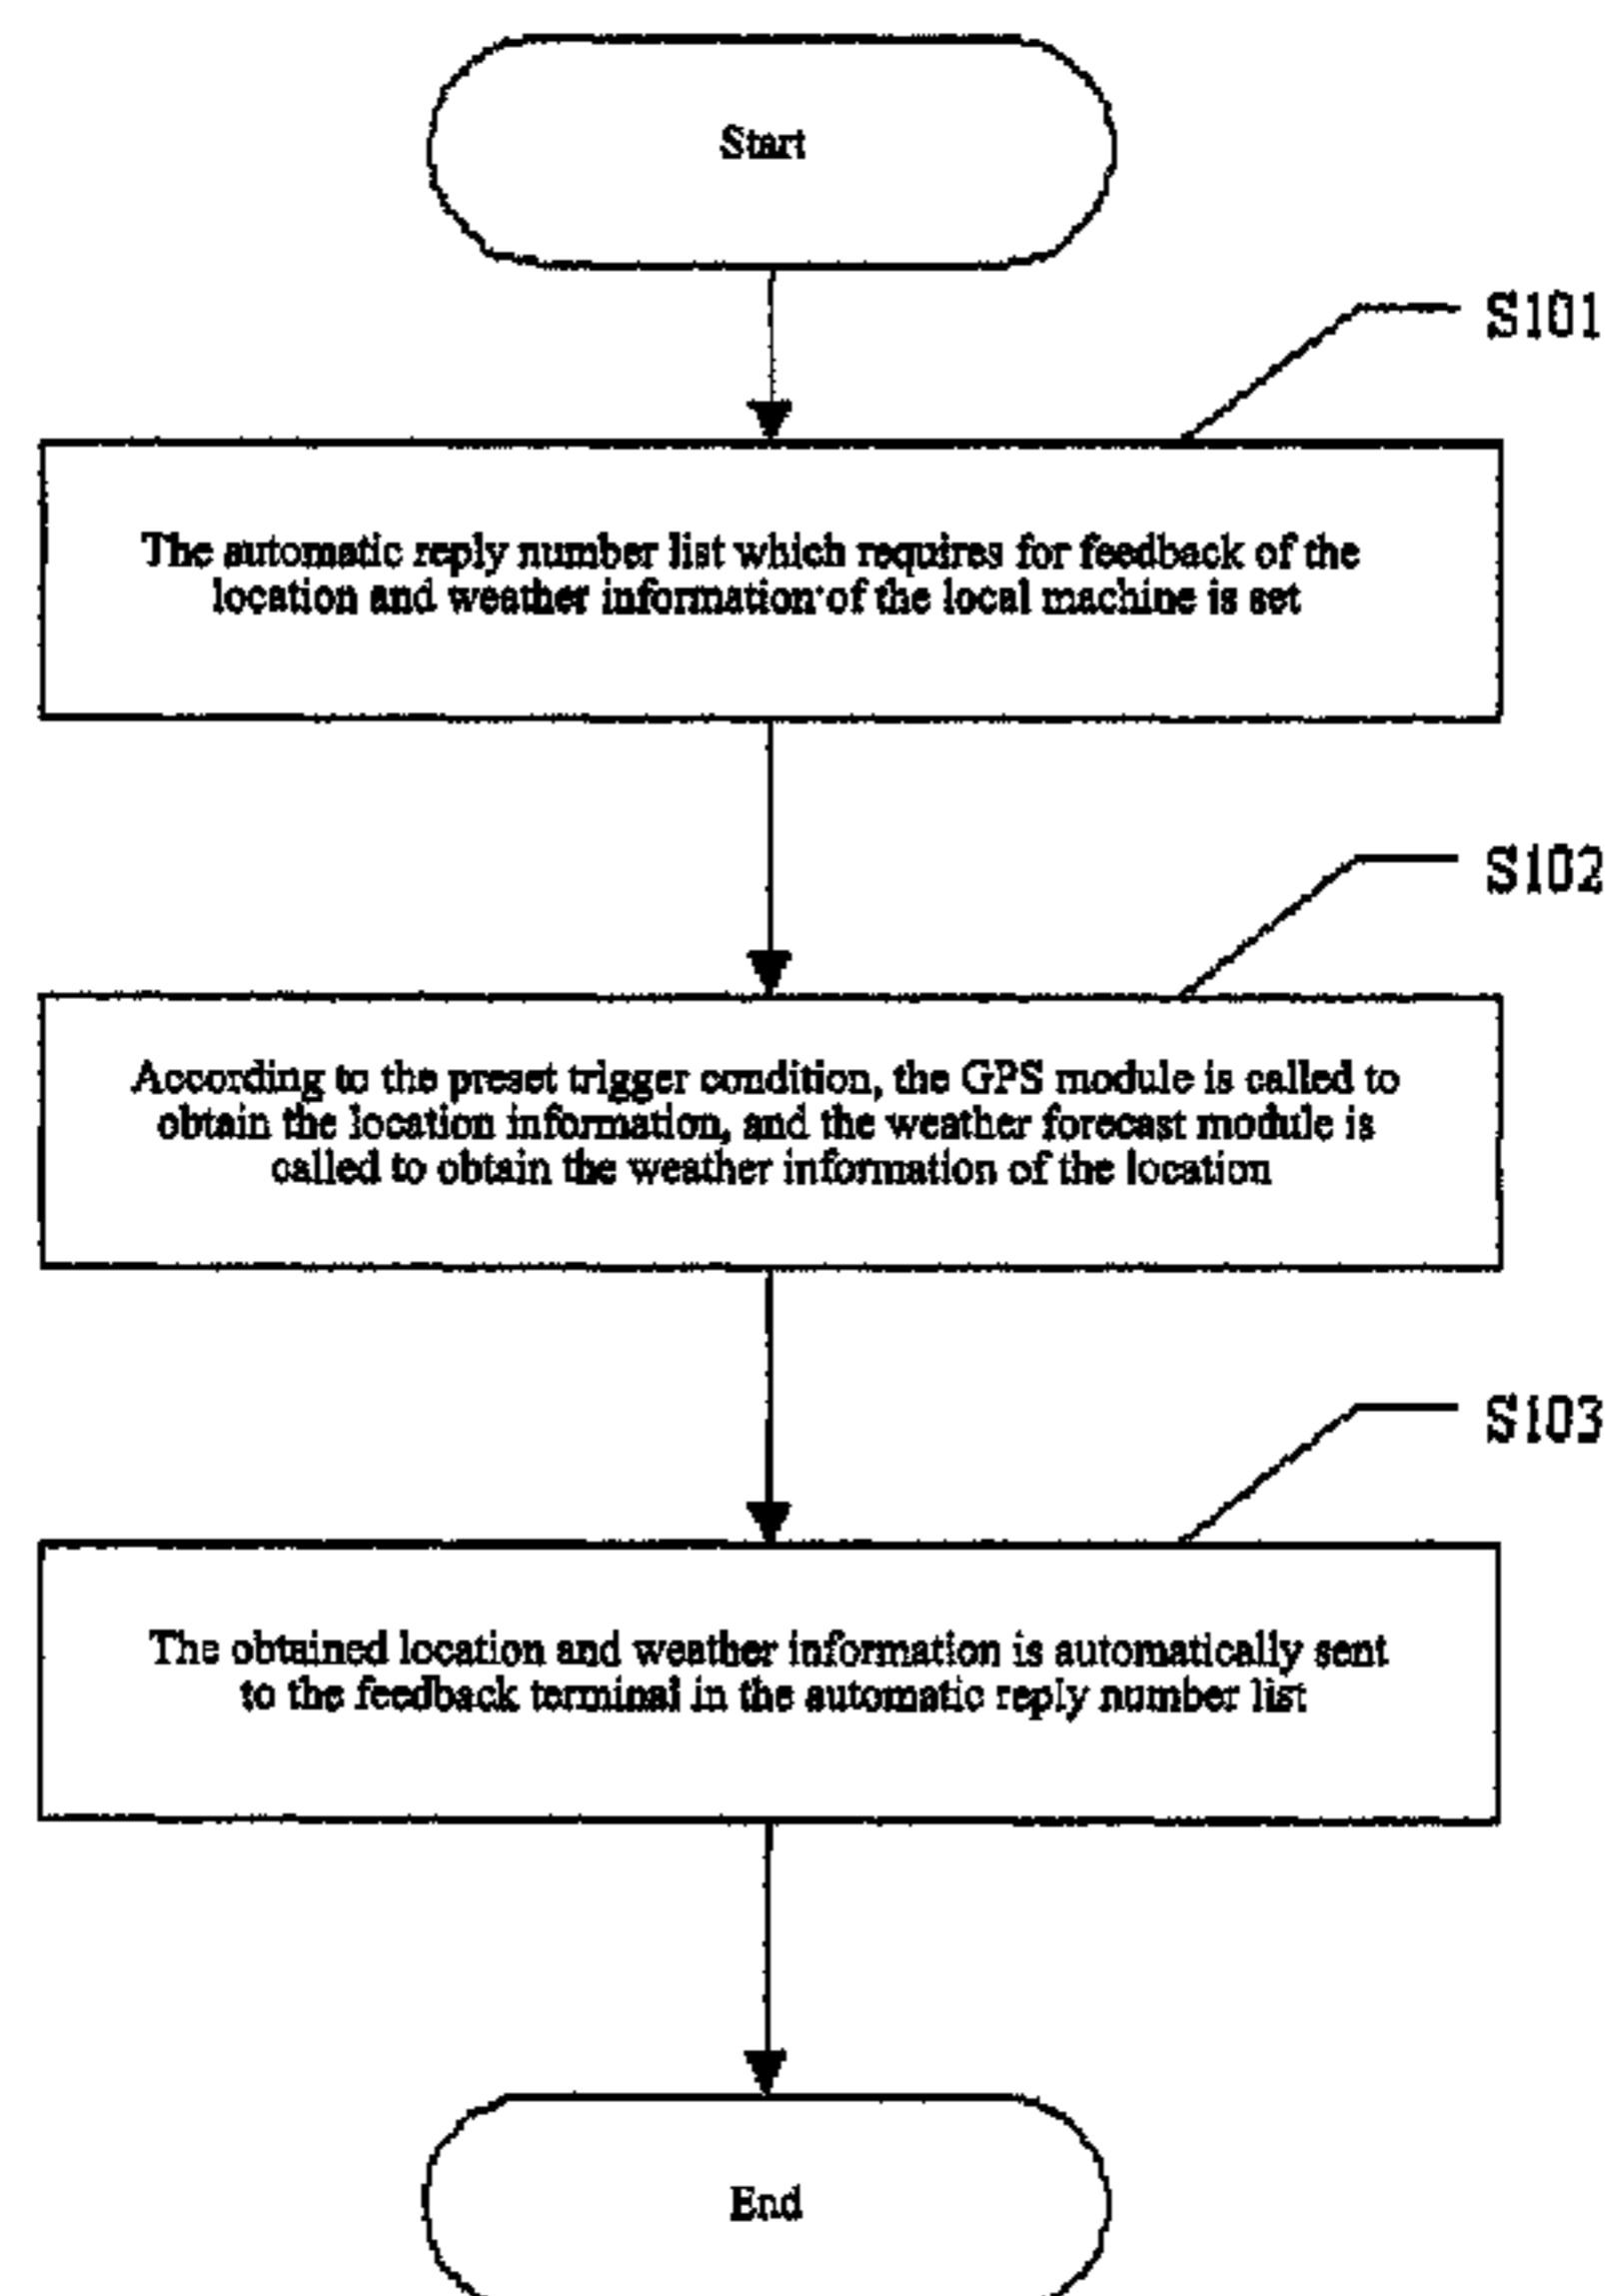 Start
S101
The automatic reply number list which requires for feedback of the
location and weather information of the local machine is set
S102
According to the preset trigger condition, the GPS module is called to
obtain the location information, and the weather forecast module is
called to obtain the weather information of the location
S103
The obtained location and weather information is automatically sent
to the feedback terminal in the automatic reply number list
End